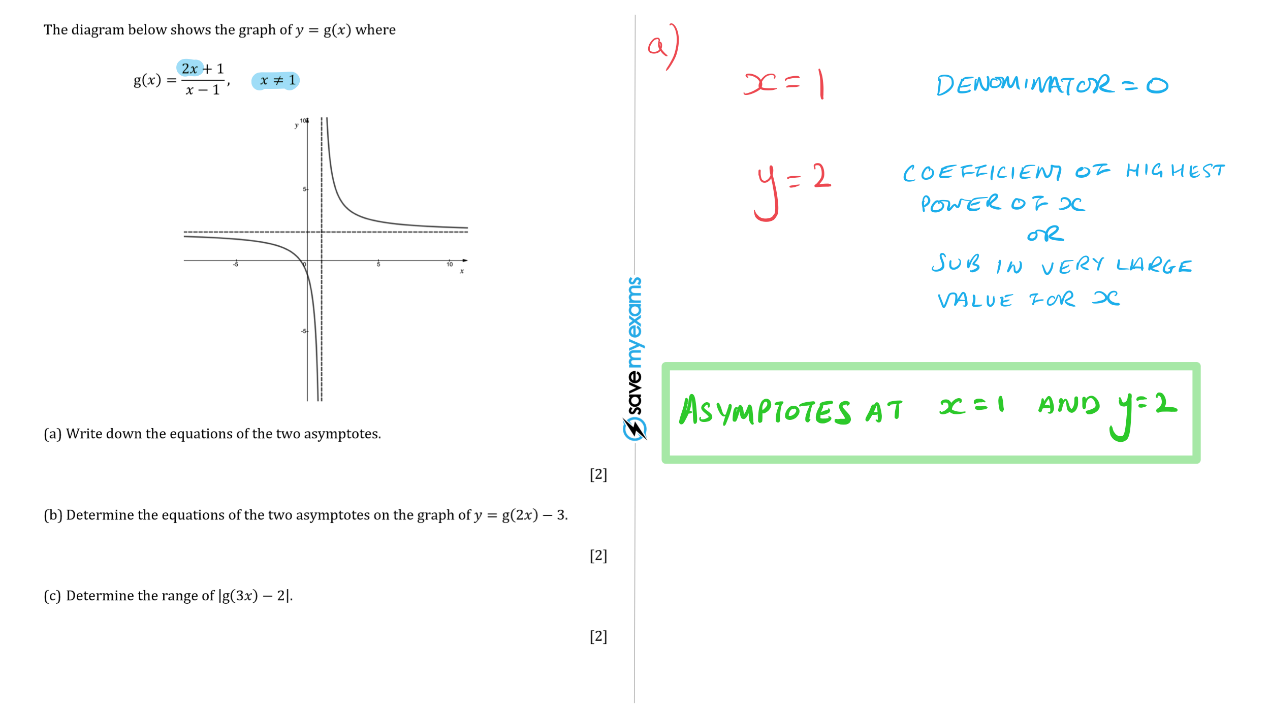 The diagram below shows the graph of y = g(x) where
g(x) = (2x + 1)/(x − 1), x ≠ 1
y
10
5
-5
0
5
10
x
-5
(a) Write down the equations of the two asymptotes.
[2]
(b) Determine the equations of the two asymptotes on the graph of y = g(2x) − 3.
[2]
(c) Determine the range of |g(3x) − 2|.
[2]
save my exams
a)
x = 1 DENOMINATOR = 0
y = 2 COEFFICIENT OF HIGHEST
POWER OF x
OR
SUB IN VERY LARGE
VALUE FOR x
ASYMPTOTES AT x = 1 AND y = 2